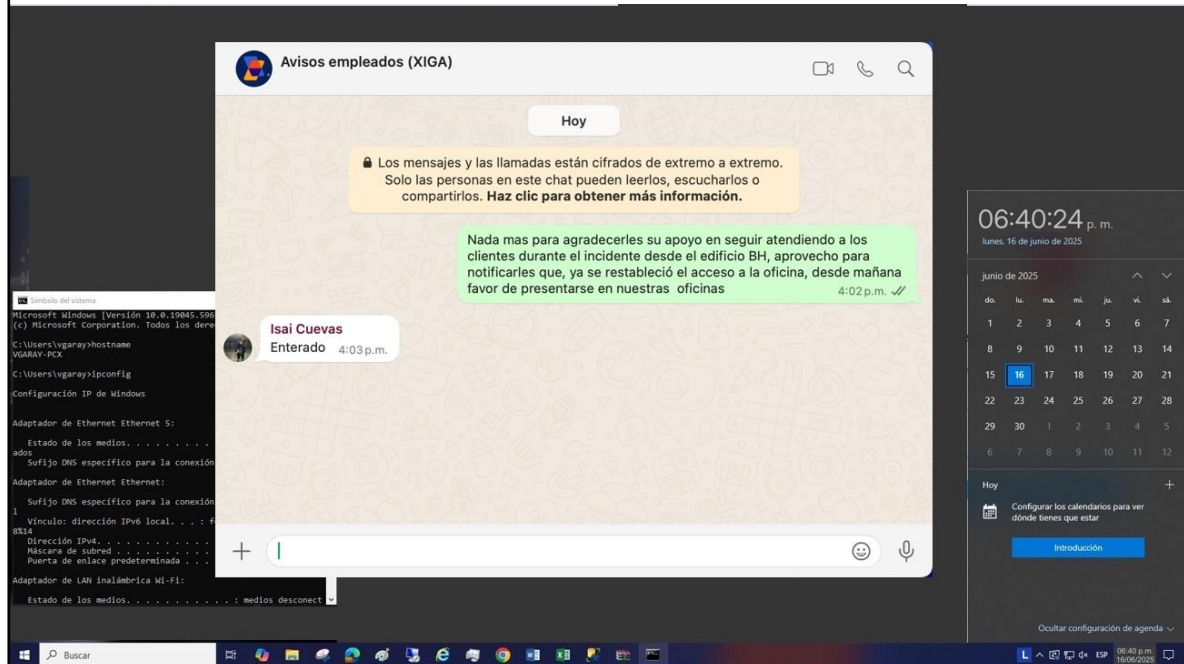 Avisos empleados (XIGA)
Hoy
Los mensajes y las llamadas están cifrados de extremo a extremo.
Solo las personas en este chat pueden leerlos, escucharlos o
compartirlos. Haz clic para obtener más información.
Nada mas para agradecerles su apoyo en seguir atendiendo a los
clientes durante el incidente desde el edificio BH, aprovecho para
notificarles que, ya se restableció el acceso a la oficina, desde mañana
favor de presentarse en nuestras oficinas
4:02 p.m.
Isai Cuevas
Enterado 4:03 p.m.
Símbolo del sistema
Microsoft Windows [Versión 10.0.19045.596
(c) Microsoft Corporation. Todos los dere
C:\Users\vgaray>hostname
VGARAY-PCX
C:\Users\vgaray>ipconfig
Configuración IP de Windows
Adaptador de Ethernet Ethernet 5:
Estado de los medios. . . . . . . . .
ados
Sufijo DNS específico para la conexión
Adaptador de Ethernet Ethernet:
Sufijo DNS específico para la conexión
l
Vínculo: dirección IPv6 local. . . : f
8%14
Dirección IPv4. . . . . . . . . . . .
Máscara de subred . . . . . . . . . .
Puerta de enlace predeterminada . . .
Adaptador de LAN inalámbrica Wi-Fi:
Estado de los medios. . . . . . . . . . . : medios desconect
06:40:24 p. m.
lunes, 16 de junio de 2025
junio de 2025
do. lu. ma. mi. ju. vi. sá.
1 2 3 4 5 6 7
8 9 10 11 12 13 14
15 16 17 18 19 20 21
22 23 24 25 26 27 28
29 30 1 2 3 4 5
6 7 8 9 10 11 12
Hoy
Configurar los calendarios para ver
dónde tienes que estar
Introducción
Ocultar configuración de agenda
Buscar
L ESP
06:40 p.m.
16/06/2025